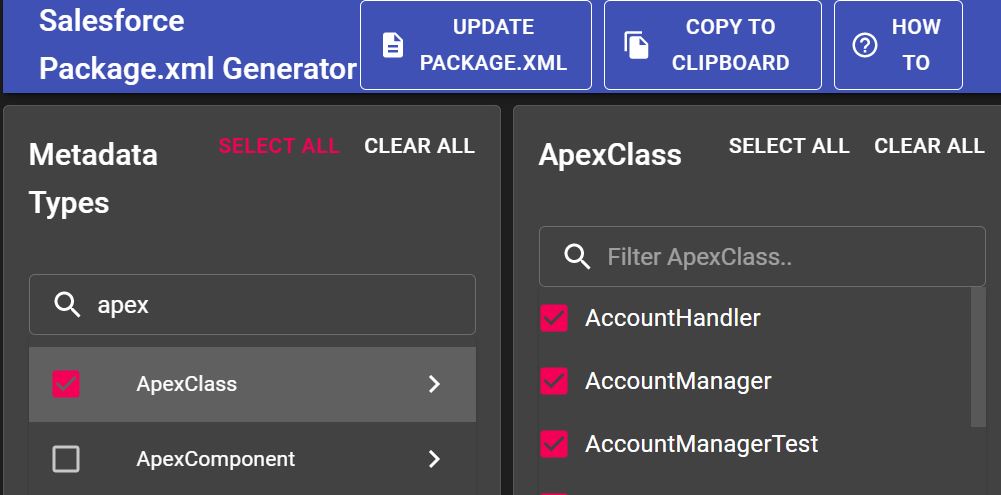 Salesforce
Package.xml Generator
UPDATE
PACKAGE.XML
COPY TO
CLIPBOARD
HOW
TO
Metadata
Types
SELECT ALL
CLEAR ALL
apex
ApexClass
ApexComponent
ApexClass
SELECT ALL
CLEAR ALL
Filter ApexClass..
AccountHandler
AccountManager
AccountManagerTest